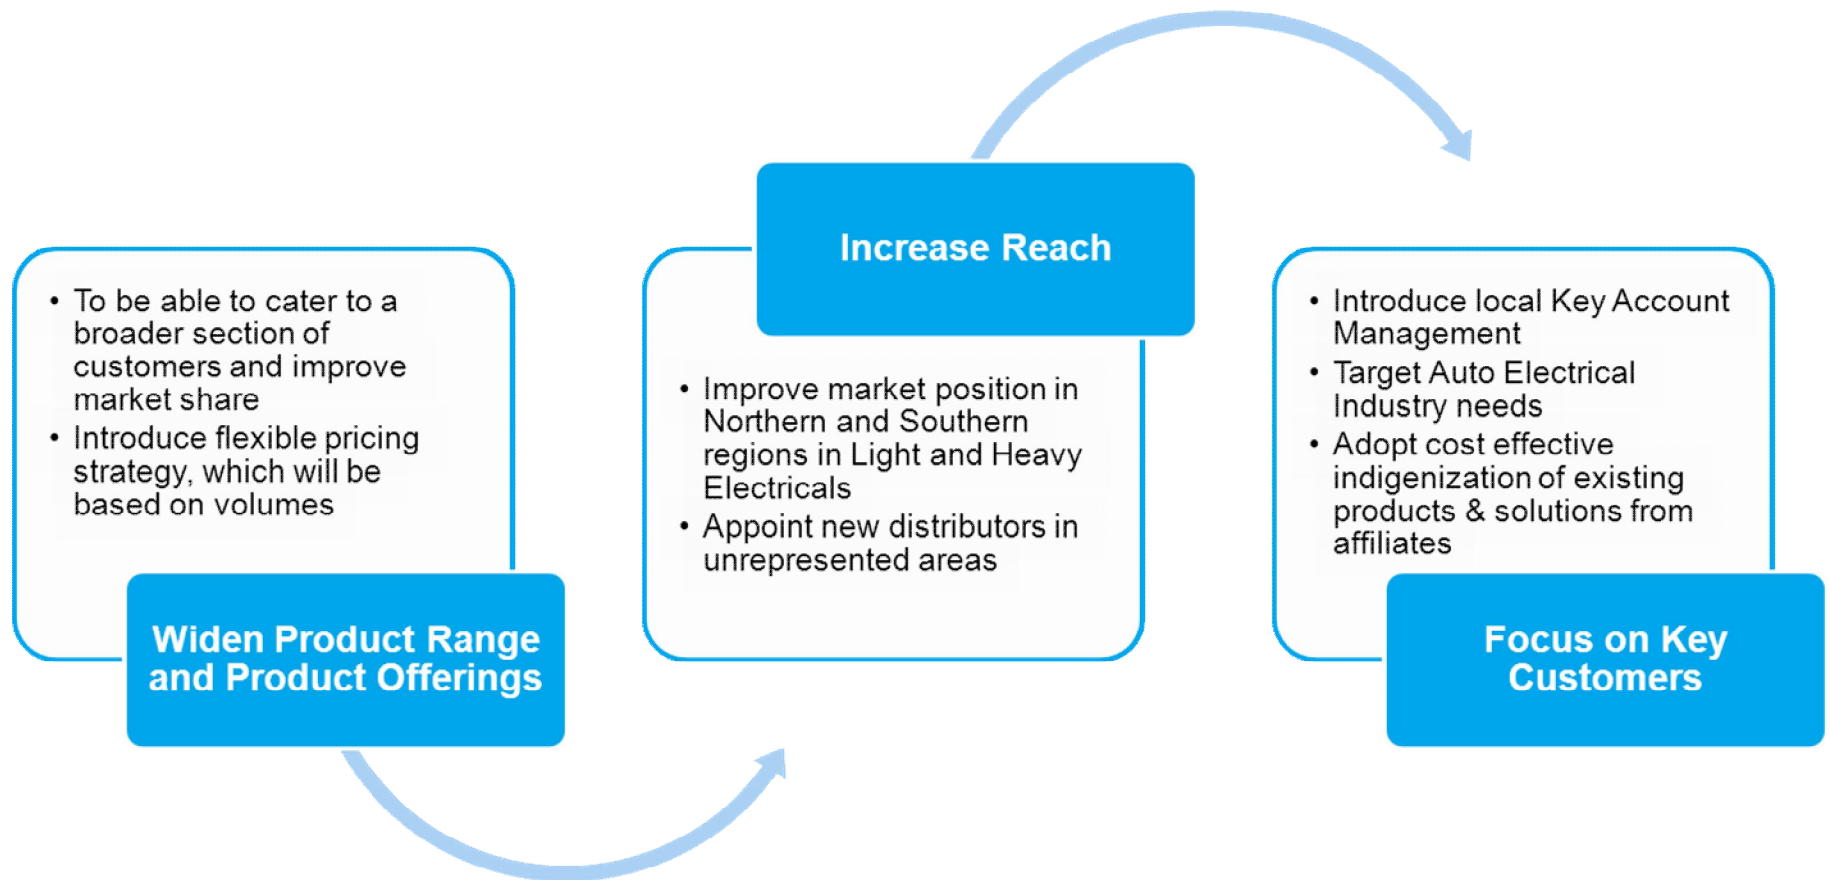 • To be able to cater to a
broader section of
customers and improve
market share
• Introduce flexible pricing
strategy, which will be
based on volumes
Widen Product Range
and Product Offerings
Increase Reach
• Improve market position in
Northern and Southern
regions in Light and Heavy
Electricals
• Appoint new distributors in
unrepresented areas
• Introduce local Key Account
Management
• Target Auto Electrical
Industry needs
• Adopt cost effective
indigenization of existing
products & solutions from
affiliates
Focus on Key
Customers